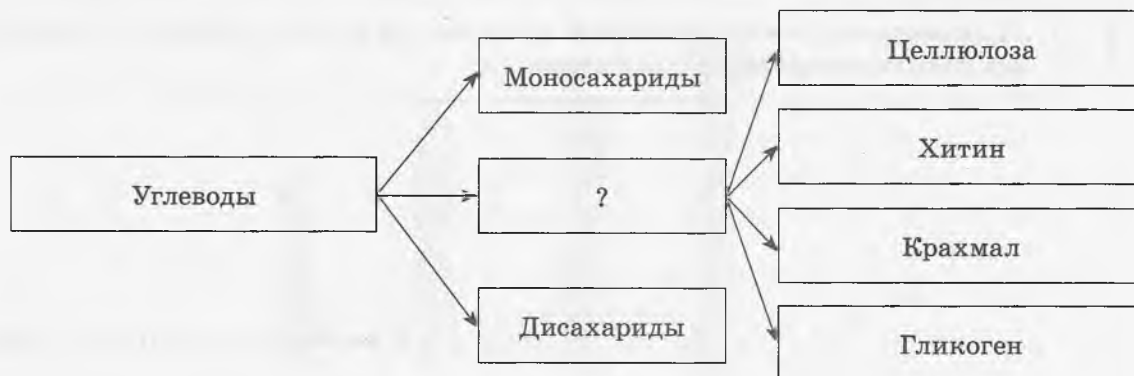 Углеводы
Моносахариды
?
Дисахариды
Целлюлоза
Хитин
Крахмал
Гликоген